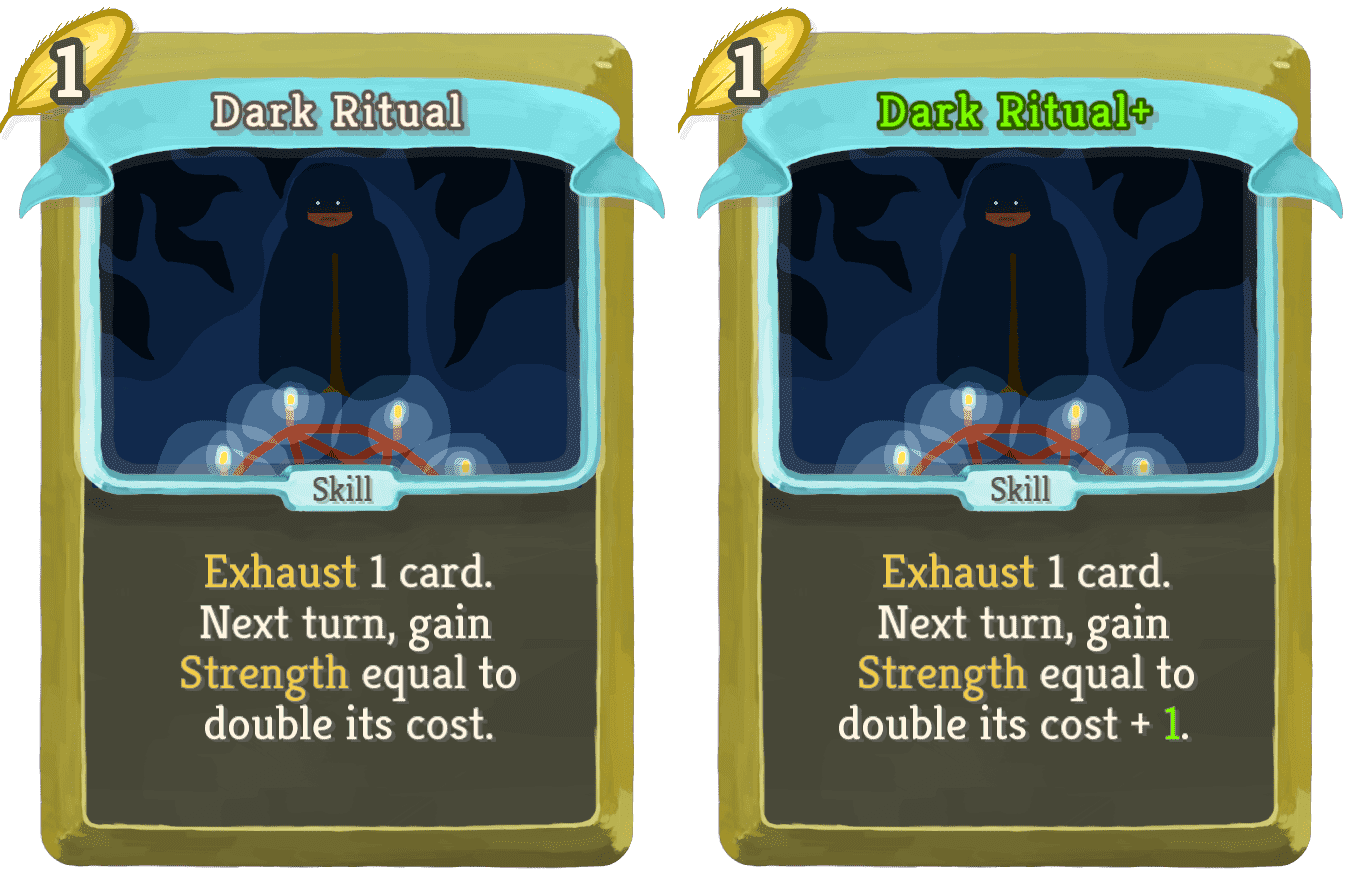 1
Dark Ritual
Skill
Exhaust 1 card.
Next turn, gain
Strength equal to
double its cost.
1
Dark Ritual+
Skill
Exhaust 1 card.
Next turn, gain
Strength equal to
double its cost + 1.